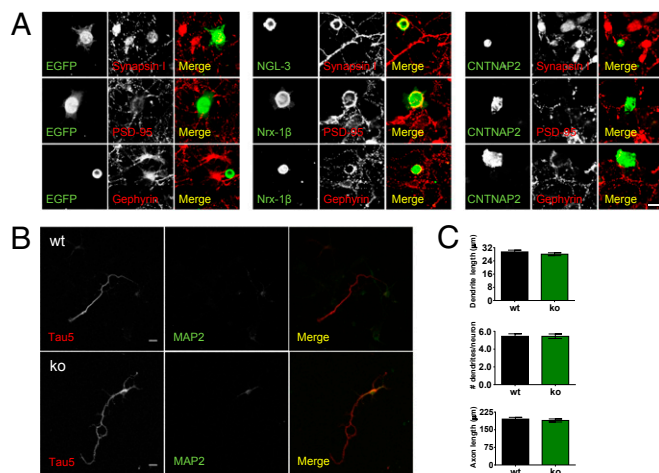 A
EGFP Synapsin I Merge NGL-3 Synapsin I Merge CNTNAP2 Synapsin I Merge
EGFP PSD-95 Merge Nrx-1β PSD-95 Merge CNTNAP2 PSD-95 Merge
EGFP Gephyrin Merge Nrx-1β Gephyrin Merge CNTNAP2 Gephyrin Merge
B
wt
Tau5 MAP2 Merge
ko
Tau5 MAP2 Merge
C
Dendrite length (µm)
32
24
16
8
0
wt ko
# dendrites/neuron
6.0
4.0
2.0
0.0
wt ko
Axon length (µm)
225
150
75
0
wt ko